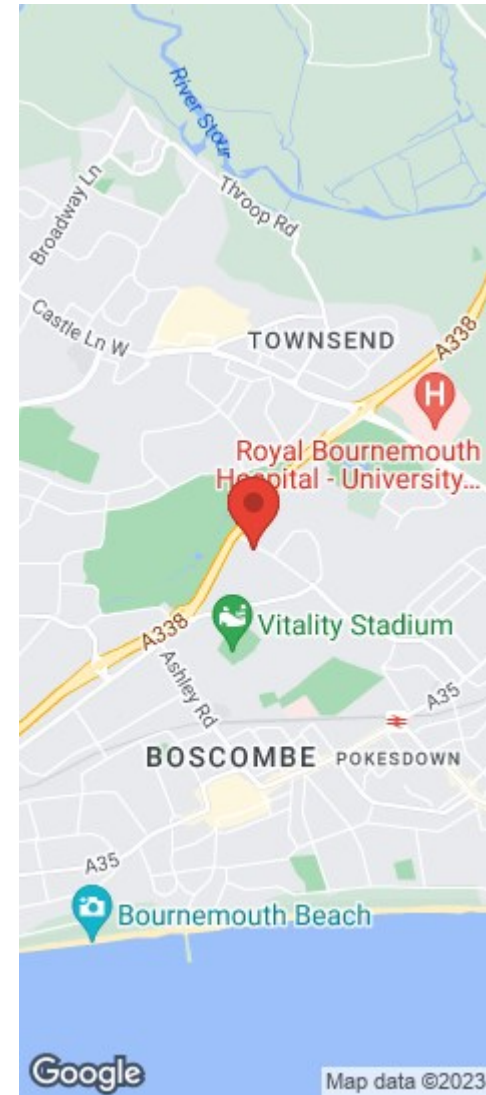 River Stour
Throop Rd
Broadway Ln
Castle Ln W
TOWNSEND
A338
H
Royal Bournemouth
Hospital - University...
Vitality Stadium
A338
Ashley Rd
A35
BOSCOMBE
POKESDOWN
A35
Bournemouth Beach
Google
Map data ©2023